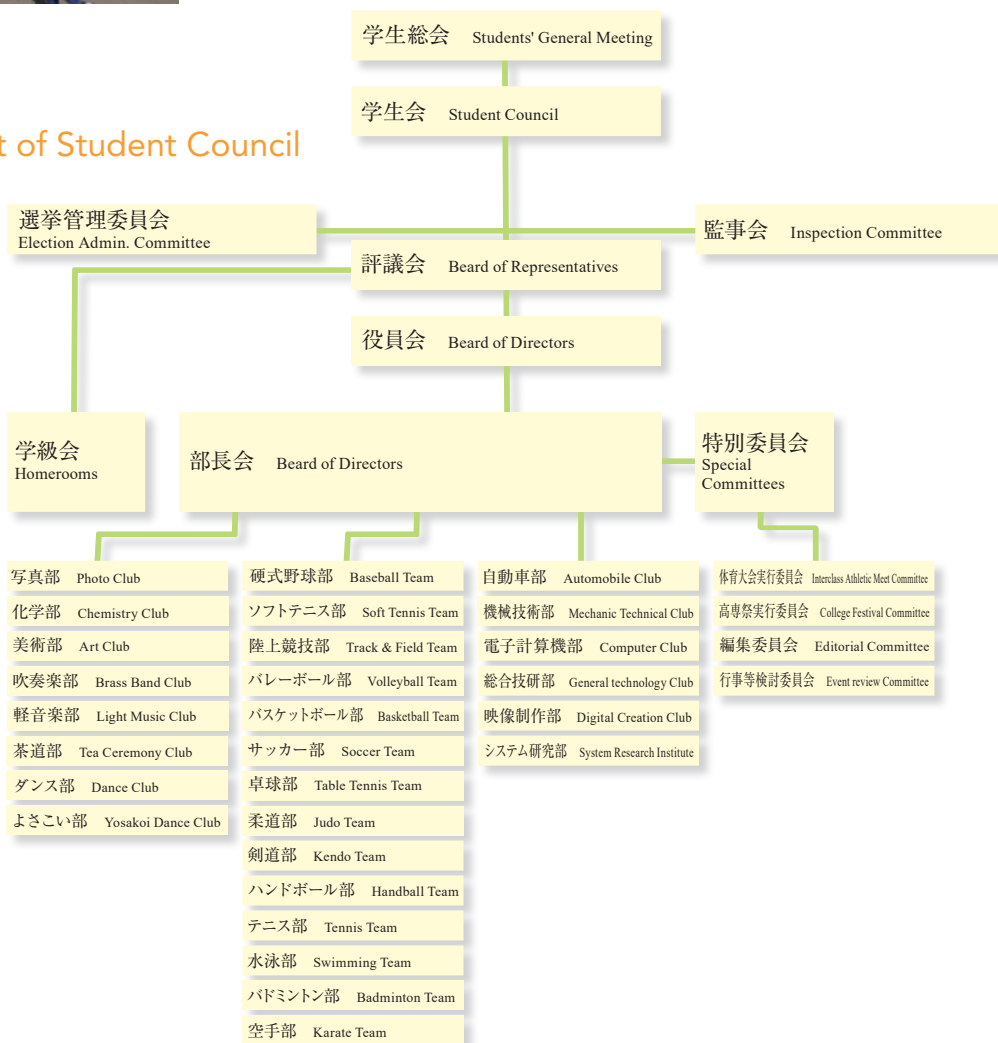 学生総会 Students' General Meeting
学生会 Student Council
t of Student Council
選挙管理委員会
Election Admin. Committee
監事会 Inspection Committee
評議会 Beard of Representatives
役員会 Beard of Directors
学級会
Homerooms
部長会 Beard of Directors
特別委員会
Special
Committees
写真部 Photo Club
化学部 Chemistry Club
美術部 Art Club
吹奏楽部 Brass Band Club
軽音楽部 Light Music Club
茶道部 Tea Ceremony Club
ダンス部 Dance Club
よさこい部 Yosakoi Dance Club
硬式野球部 Baseball Team
ソフトテニス部 Soft Tennis Team
陸上競技部 Track & Field Team
バレーボール部 Volleyball Team
バスケットボール部 Basketball Team
サッカー部 Soccer Team
卓球部 Table Tennis Team
柔道部 Judo Team
剣道部 Kendo Team
ハンドボール部 Handball Team
テニス部 Tennis Team
水泳部 Swimming Team
バドミントン部 Badminton Team
空手部 Karate Team
自動車部 Automobile Club
機械技術部 Mechanic Technical Club
電子計算機部 Computer Club
総合技研部 General technology Club
映像制作部 Digital Creation Club
システム研究部 System Research Institute
体育大会実行委員会 Interclass Athletic Meet Committee
高専祭実行委員会 College Festival Committee
編集委員会 Editorial Committee
行事等検討委員会 Event review Committee